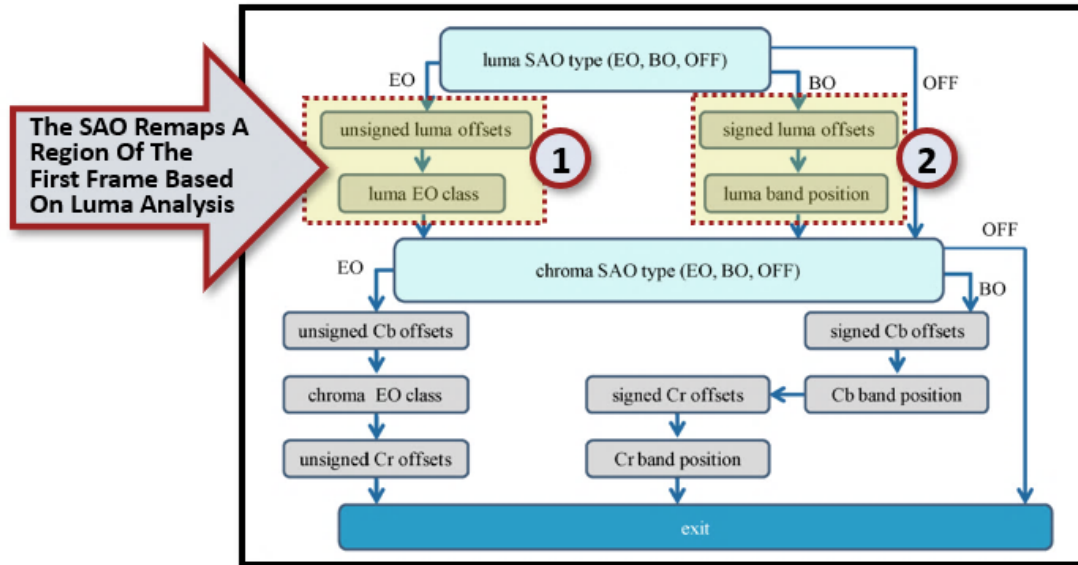 The SAO Remaps A
Region Of The
First Frame Based
On Luma Analysis
luma SAO type (EO, BO, OFF)
EO
BO
OFF
unsigned luma offsets
luma EO class
1
signed luma offsets
luma band position
2
chroma SAO type (EO, BO, OFF)
EO
OFF
BO
unsigned Cb offsets
chroma EO class
unsigned Cr offsets
signed Cb offsets
Cb band position
signed Cr offsets
Cr band position
exit